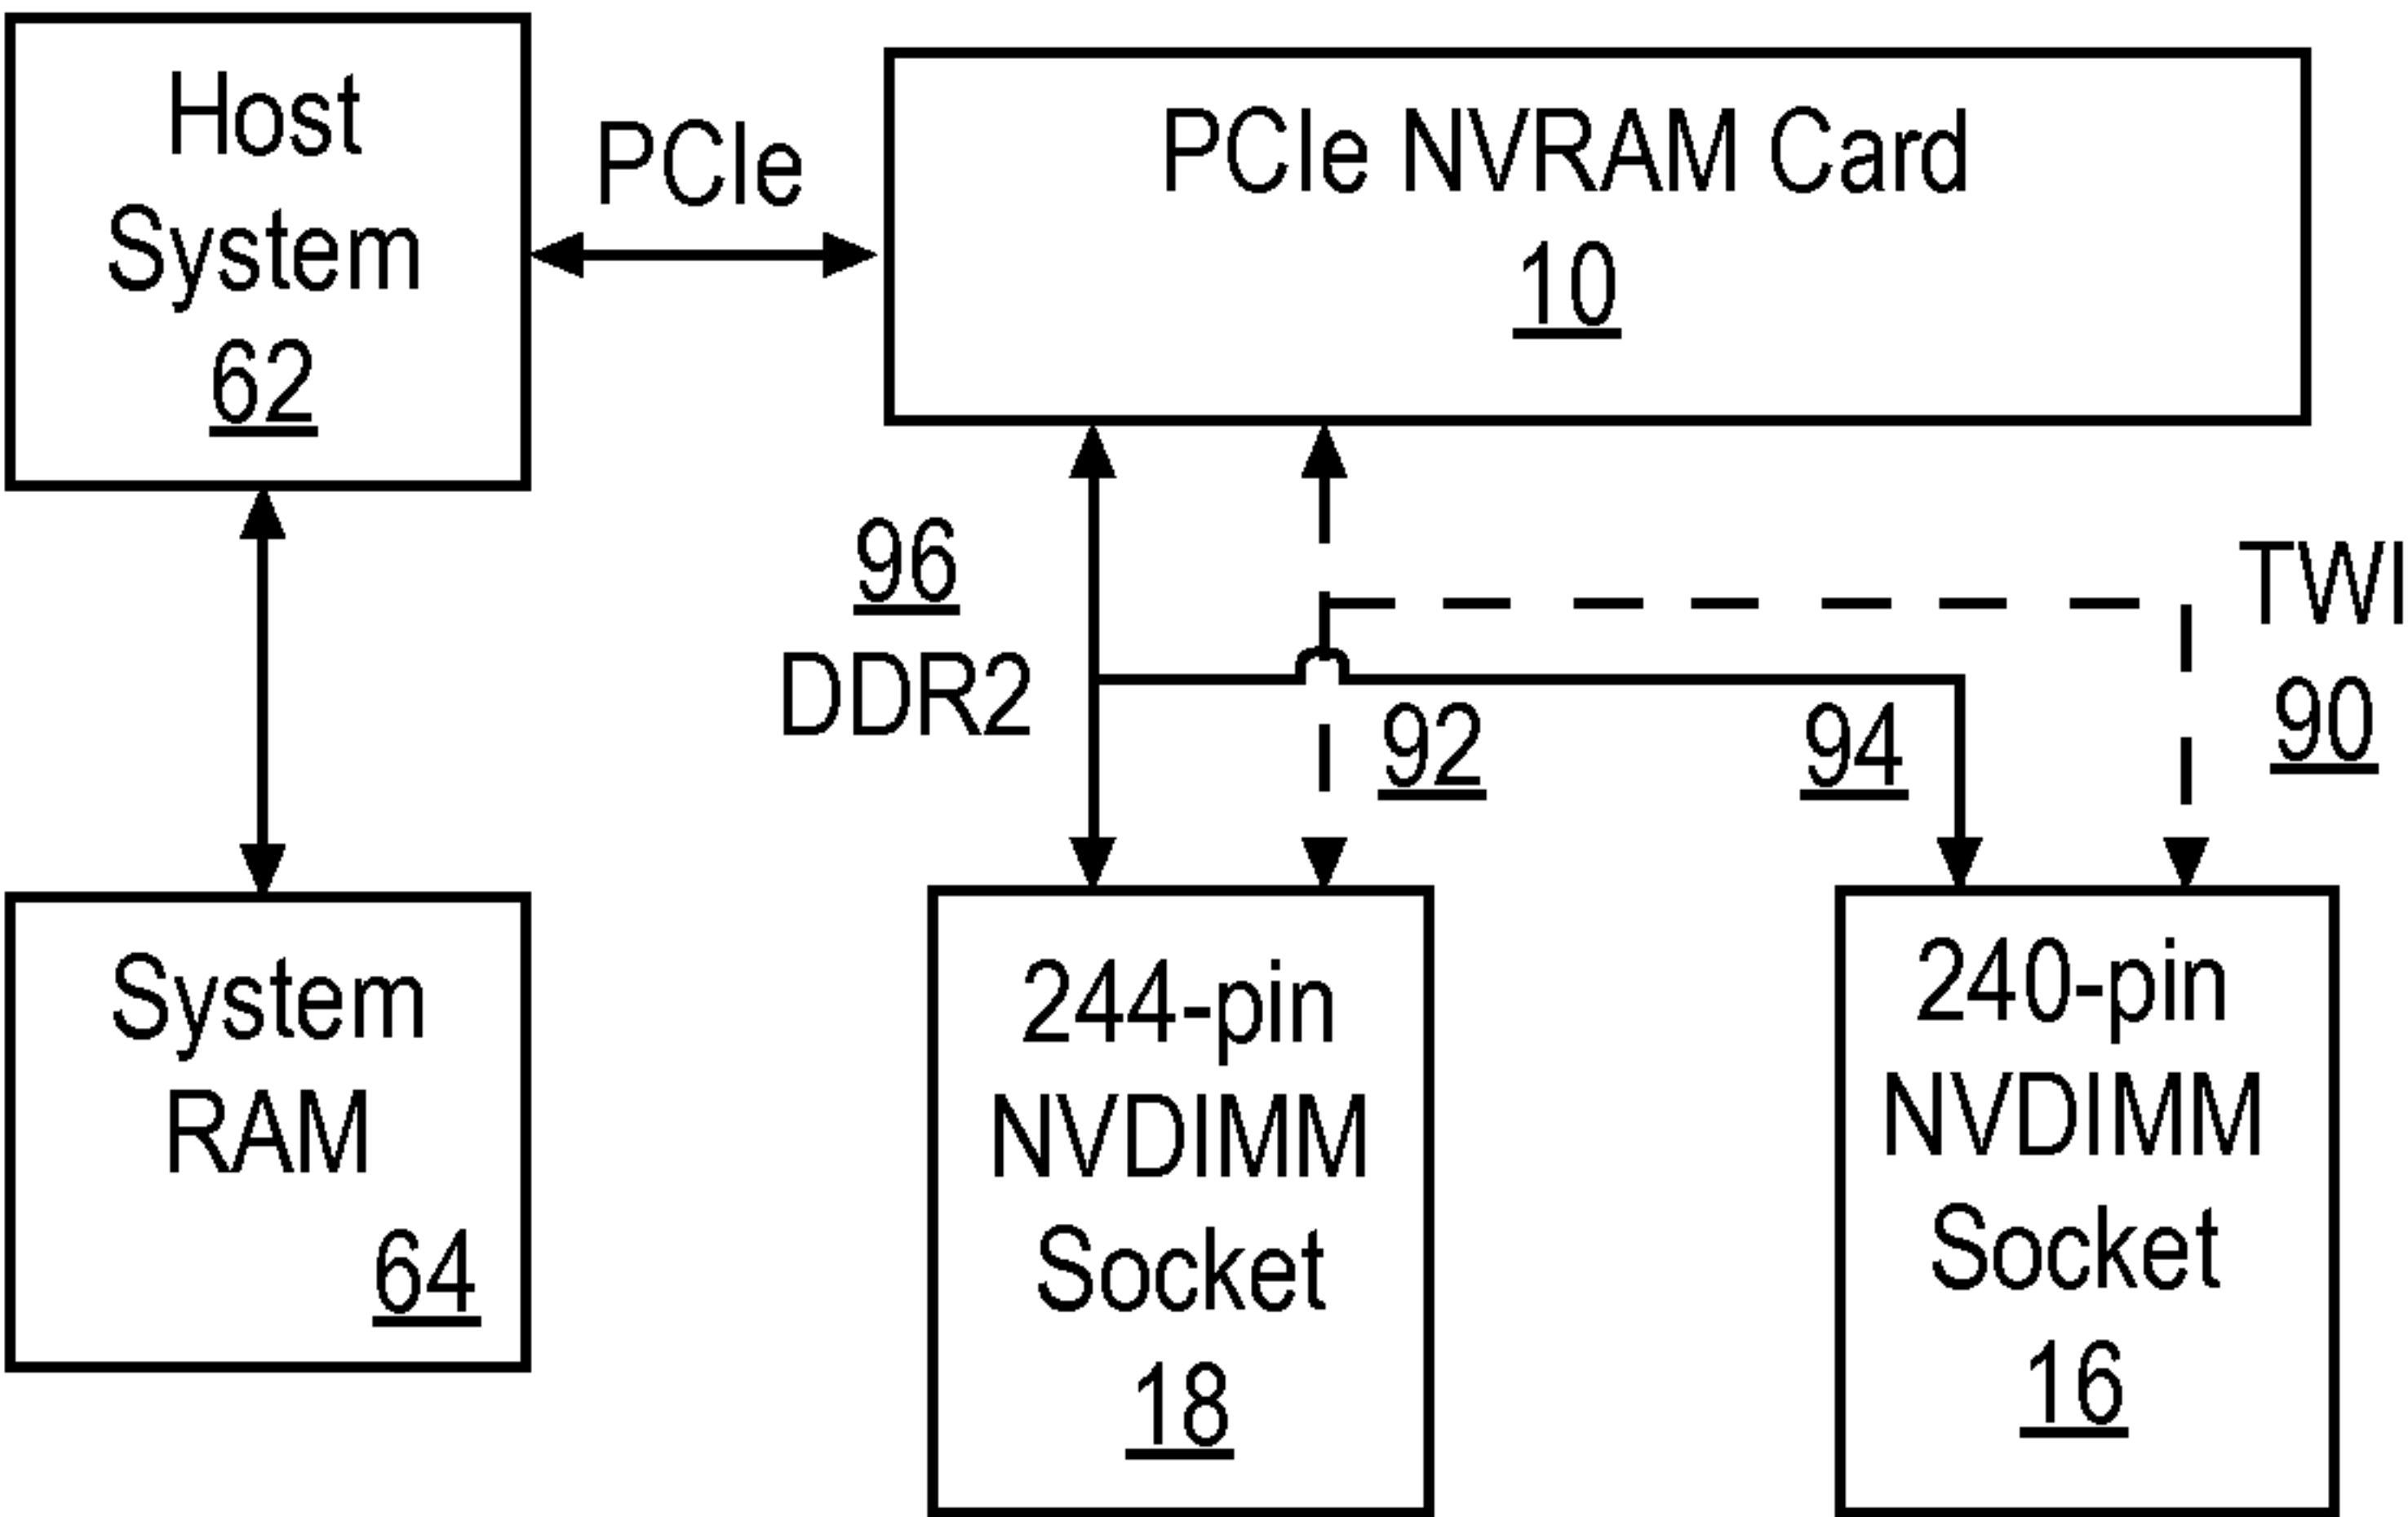 Host
System
62
PCIe
PCIe NVRAM Card
10
96
DDR2
TWI
90
92
94
System
RAM
64
244-pin
NVDIMM
Socket
18
240-pin
NVDIMM
Socket
16